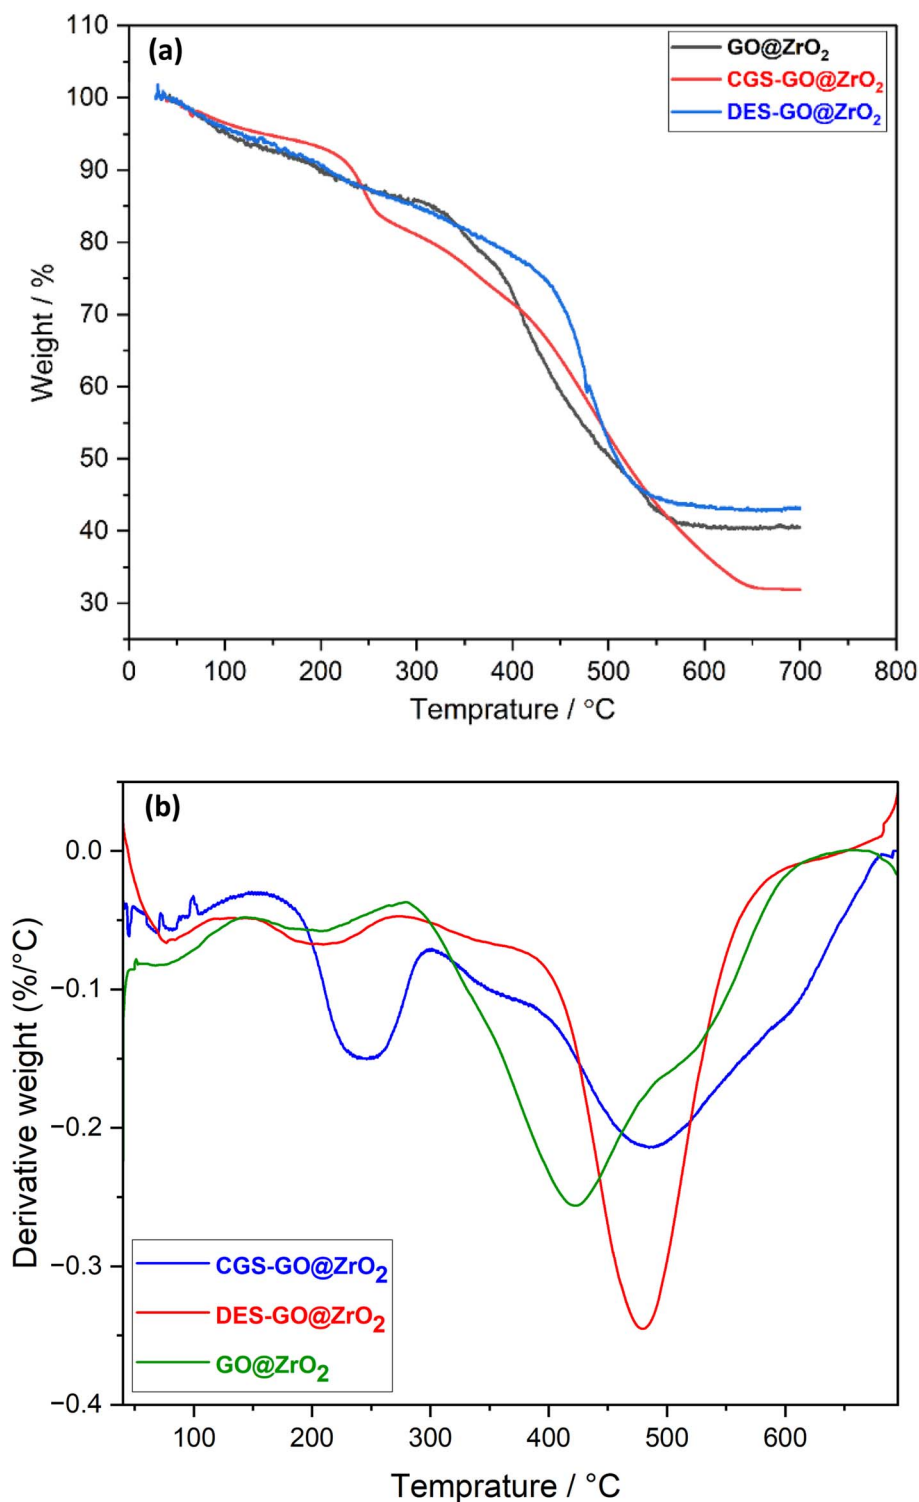 (a)
GO@ZrO₂
CGS-GO@ZrO₂
DES-GO@ZrO₂
110
100
90
80
70
60
50
40
30
Weight / %
0 100 200 300 400 500 600 700 800
Temprature / °C
(b)
0.0
−0.1
−0.2
−0.3
−0.4
Derivative weight (%/°C)
CGS-GO@ZrO₂
DES-GO@ZrO₂
GO@ZrO₂
100 200 300 400 500 600
Temprature / °C